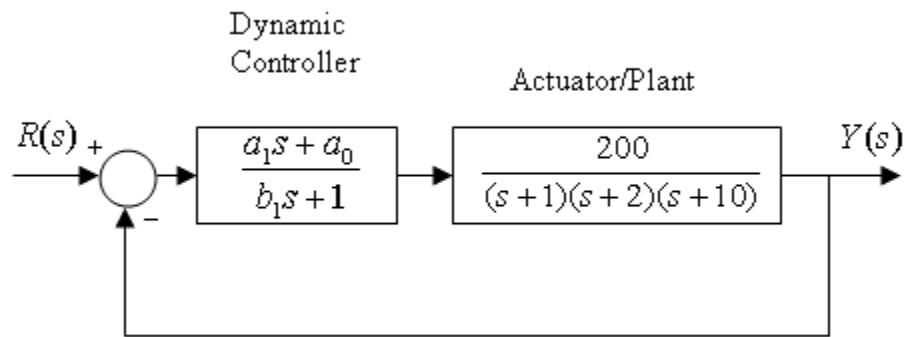 Dynamic
Controller
Actuator/Plant
R(s) +
a₁s + a₀
b₁s + 1
200
(s + 1)(s + 2)(s + 10)
Y(s)
−